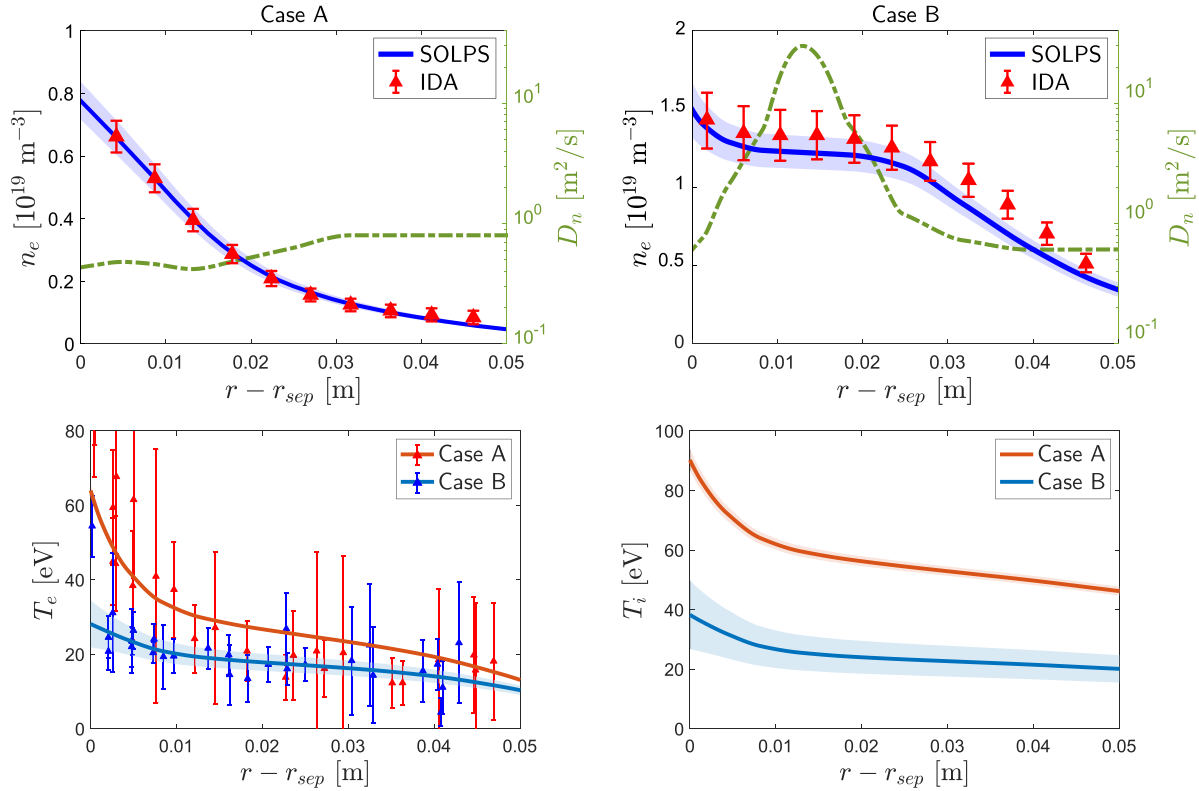 Case A
1
0.8
0.6
0.4
0.2
0
n_e [10^19 m^−3]
SOLPS
IDA
10^1
10^0
10^-1
D_n [m^2/s]
0 0.01 0.02 0.03 0.04 0.05
r − r_sep [m]
Case B
2
1.5
1
0.5
0
n_e [10^19 m^−3]
SOLPS
IDA
10^1
10^0
10^-1
D_n [m^2/s]
0 0.01 0.02 0.03 0.04 0.05
r − r_sep [m]
80
60
40
20
0
T_e [eV]
Case A
Case B
0 0.01 0.02 0.03 0.04 0.05
r − r_sep [m]
100
80
60
40
20
0
T_i [eV]
Case A
Case B
0 0.01 0.02 0.03 0.04 0.05
r − r_sep [m]